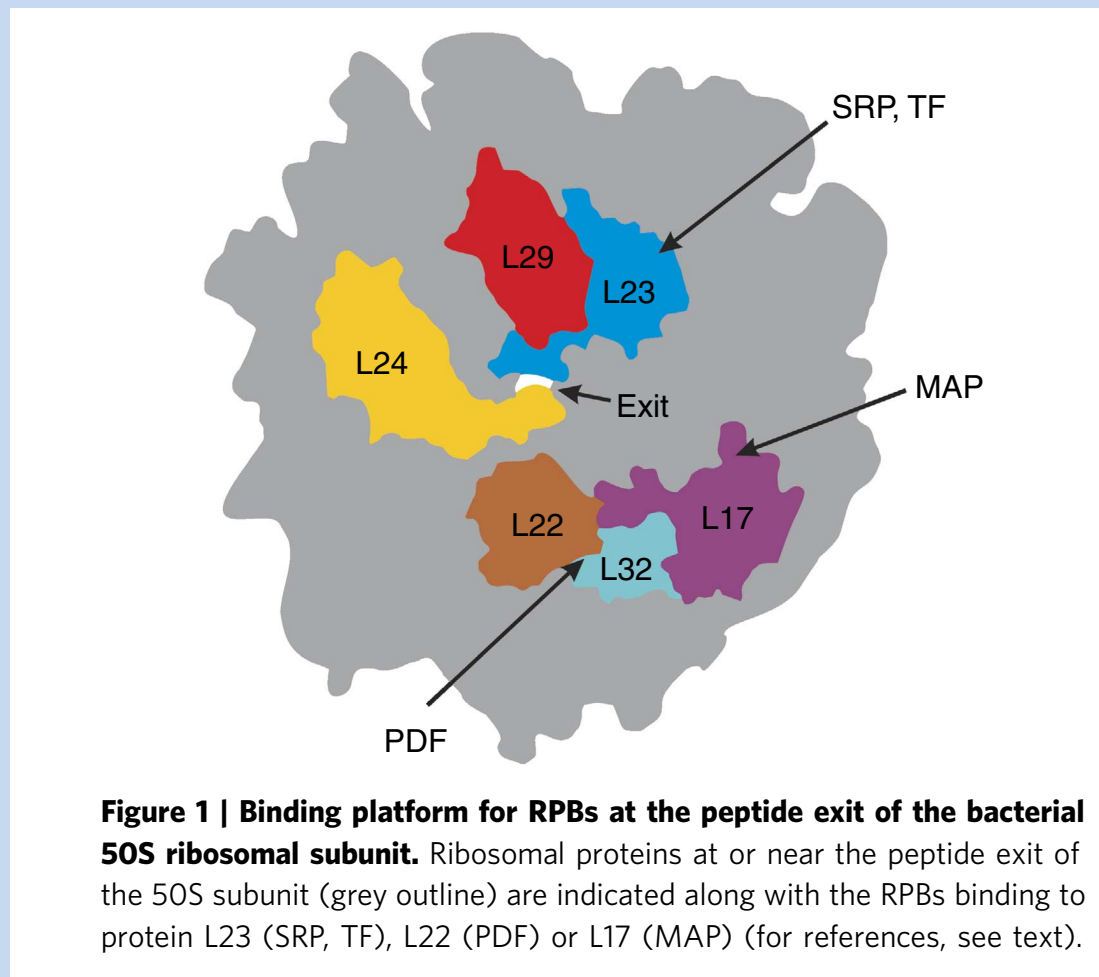 SRP, TF
L29
L23
L24
MAP
Exit
L22
L17
L32
PDF
Figure 1 | Binding platform for RPBs at the peptide exit of the bacterial
50S ribosomal subunit. Ribosomal proteins at or near the peptide exit of
the 50S subunit (grey outline) are indicated along with the RPBs binding to
protein L23 (SRP, TF), L22 (PDF) or L17 (MAP) (for references, see text).